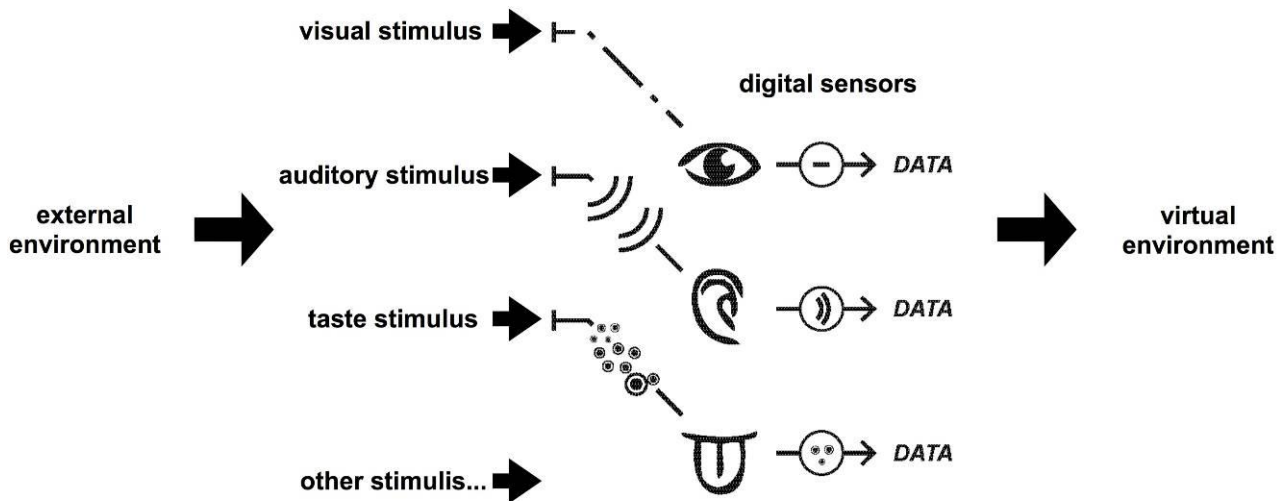 visual stimulus
digital sensors
DATA
auditory stimulus
external
environment
virtual
environment
DATA
taste stimulus
DATA
other stimulis...